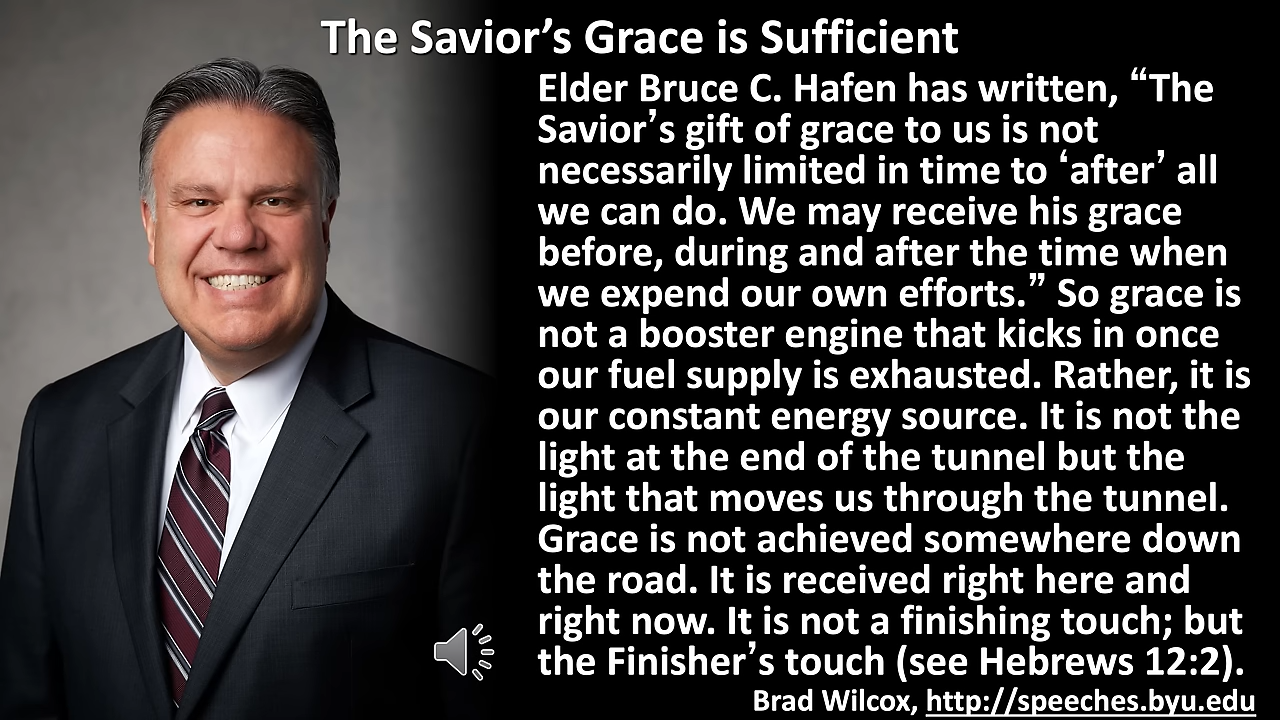 The Savior’s Grace is Sufficient
Elder Bruce C. Hafen has written, “The
Savior’s gift of grace to us is not
necessarily limited in time to ‘after’ all
we can do. We may receive his grace
before, during and after the time when
we expend our own efforts.” So grace is
not a booster engine that kicks in once
our fuel supply is exhausted. Rather, it is
our constant energy source. It is not the
light at the end of the tunnel but the
light that moves us through the tunnel.
Grace is not achieved somewhere down
the road. It is received right here and
right now. It is not a finishing touch; but
the Finisher’s touch (see Hebrews 12:2).
Brad Wilcox, http://speeches.byu.edu